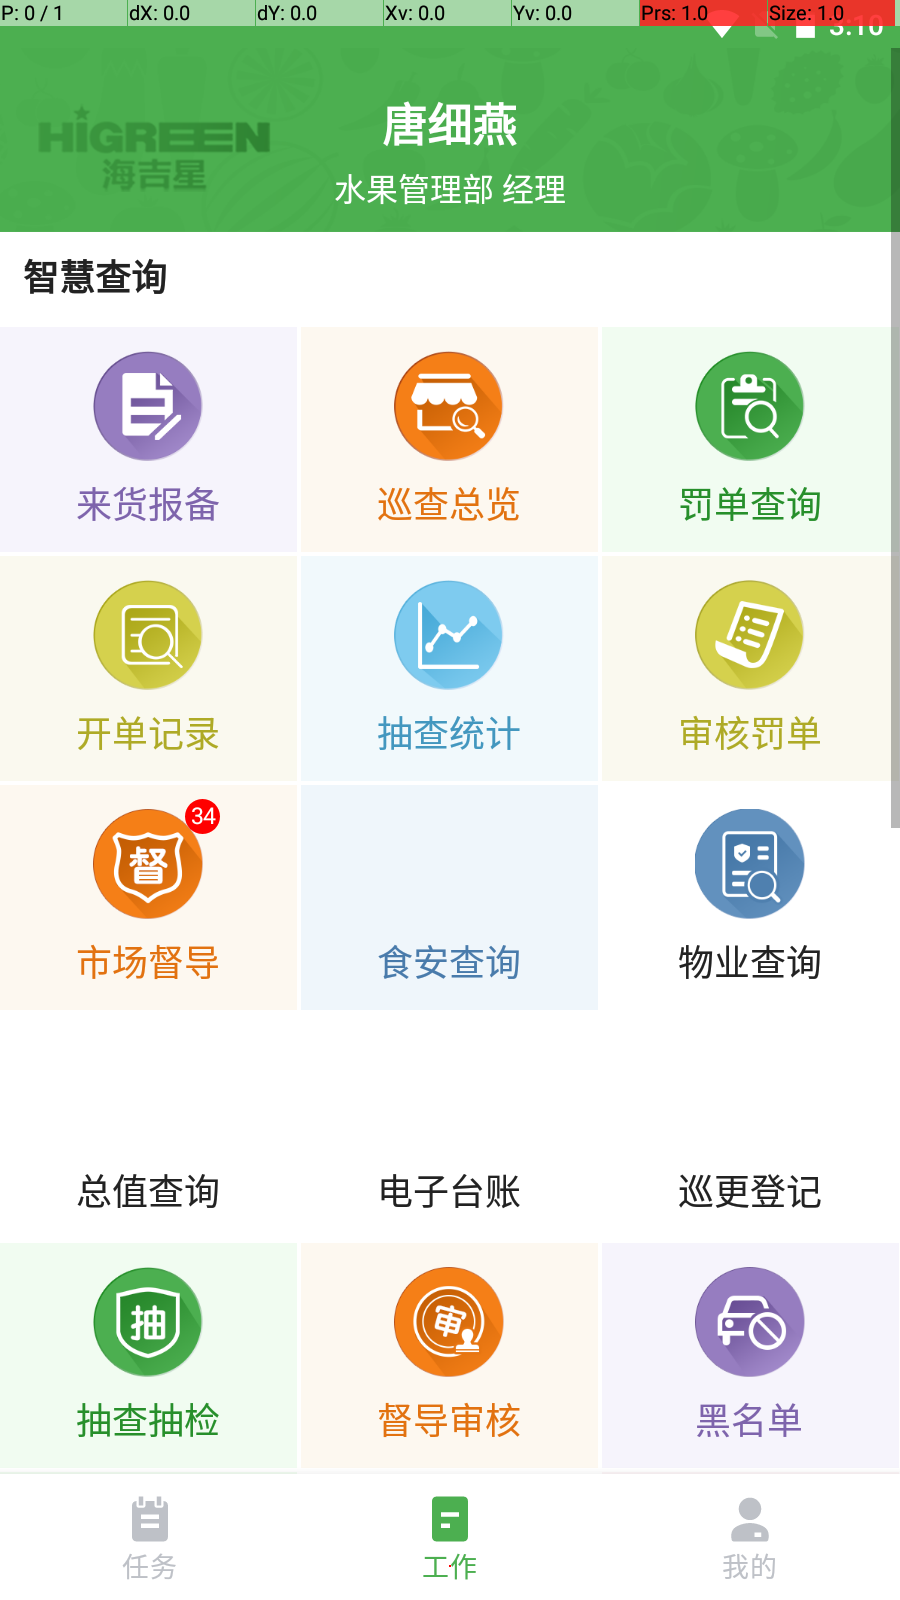 P: 0 / 1 dX: 0.0 dY: 0.0 Xv: 0.0 Yv: 0.0 Prs: 1.0 Size: 1.0
3:10
HiGREEN
海吉星
唐细燕
水果管理部 经理
智慧查询
来货报备 巡查总览 罚单查询
开单记录 抽查统计 审核罚单
34
督
市场督导 食安查询 物业查询
总值查询 电子台账 巡更登记
抽 审
抽查抽检 督导审核 黑名单
任务 工作 我的